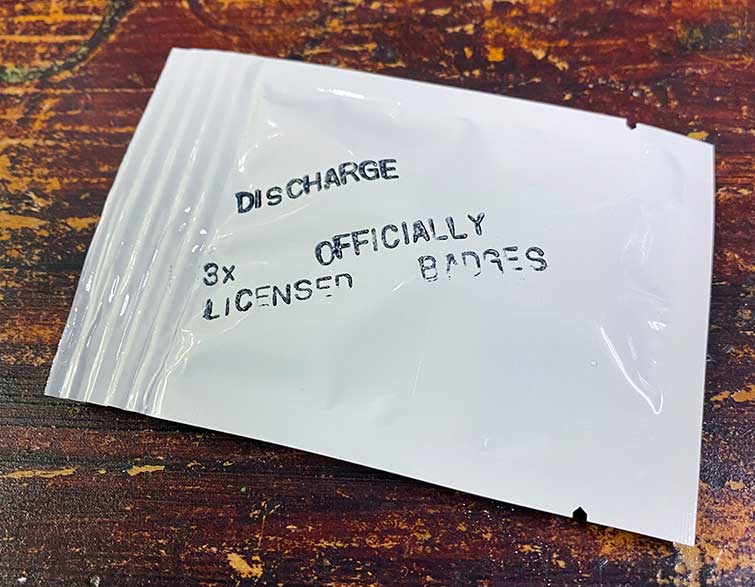 DISCHARGE
3x OFFICIALLY
LICENSED BADGES